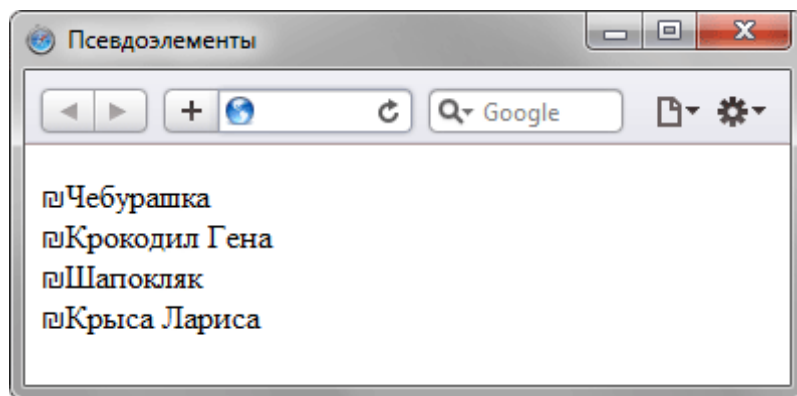 Псевдоэлементы
Google
₪Чебурашка
₪Крокодил Гена
₪Шапокляк
₪Крыса Лариса